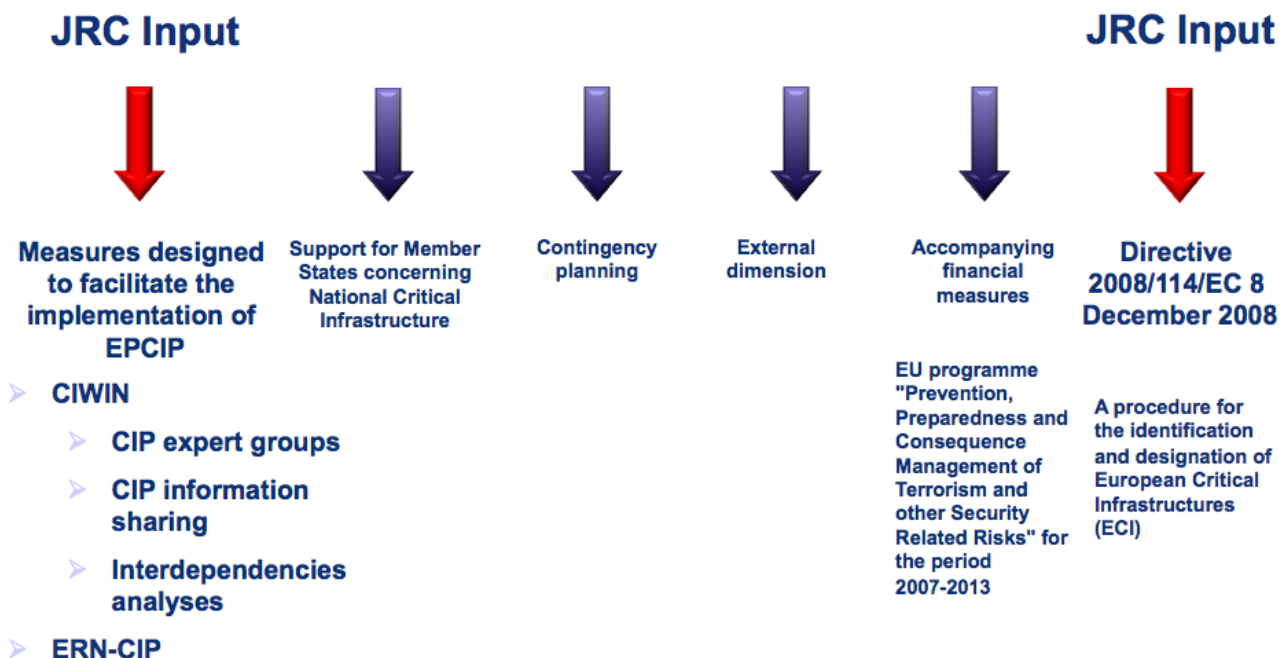 JRC Input
JRC Input
Measures designed
to facilitate the
implementation of
EPCIP
Support for Member
States concerning
National Critical
Infrastructure
Contingency
planning
External
dimension
Accompanying
financial
measures
Directive
2008/114/EC 8
December 2008
CIWIN
CIP expert groups
CIP information
sharing
Interdependencies
analyses
ERN-CIP
EU programme
"Prevention,
Preparedness and
Consequence
Management of
Terrorism and
other Security
Related Risks" for
the period
2007-2013
A procedure for
the identification
and designation of
European Critical
Infrastructures
(ECI)